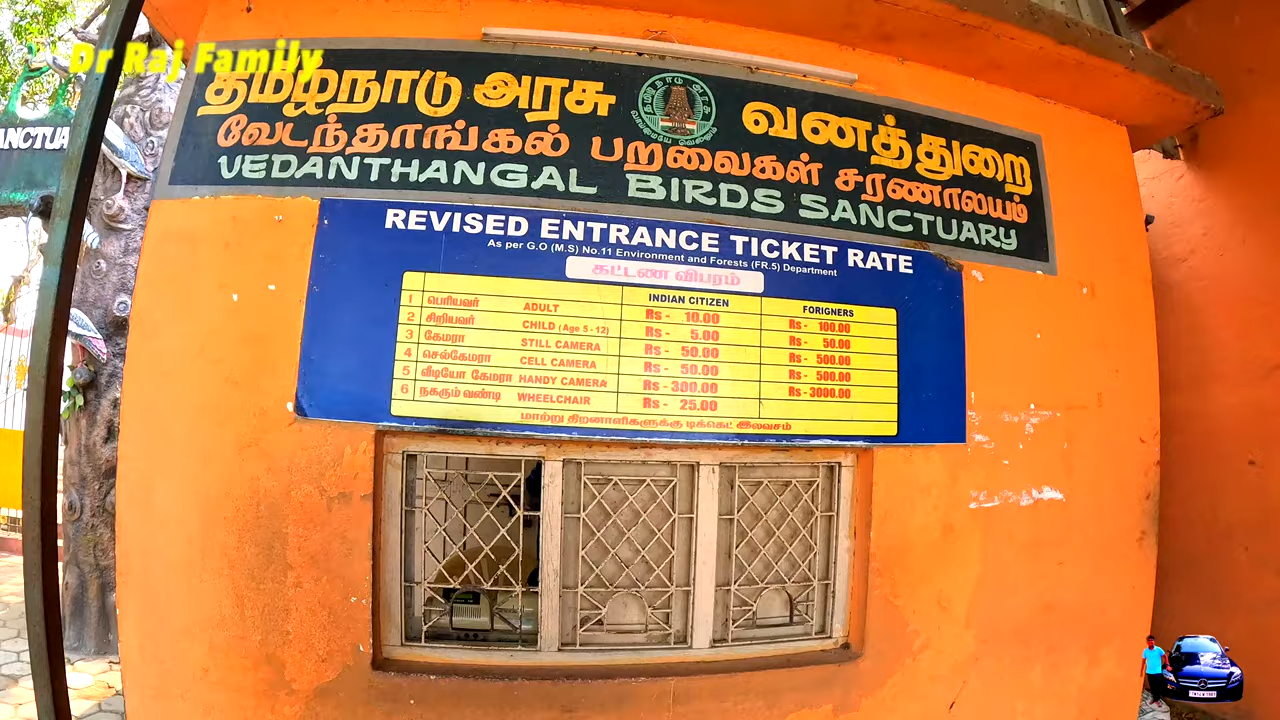 Dr Raj Family
ANCTUA
தமிழ்நாடு அரசு வனத்துறை
தமிழ் நாடு அரசு
வாய்மையே வெல்லும்
வேடந்தாங்கல் பறவைகள் சரணாலயம்
VEDANTHANGAL BIRDS SANCTUARY
REVISED ENTRANCE TICKET RATE
As per G.O (M.S) No.11 Environment and Forests (FR.5) Department
கட்டண விபரம்
INDIAN CITIZEN FORIGNERS
1 பெரியவர் ADULT Rs - 10.00 Rs - 100.00
2 சிறியவர் CHILD (Age 5 - 12) Rs - 5.00 Rs - 50.00
3 கேமரா STILL CAMERA Rs - 50.00 Rs - 500.00
4 செல்கேமரா CELL CAMERA Rs - 50.00 Rs - 500.00
5 வீடியோ கேமரா HANDY CAMERA Rs - 300.00 Rs - 3000.00
6 நகரும் வண்டி WHEELCHAIR Rs - 25.00
மாற்று திறனாளிகளுக்கு டிக்கெட் இலவசம்